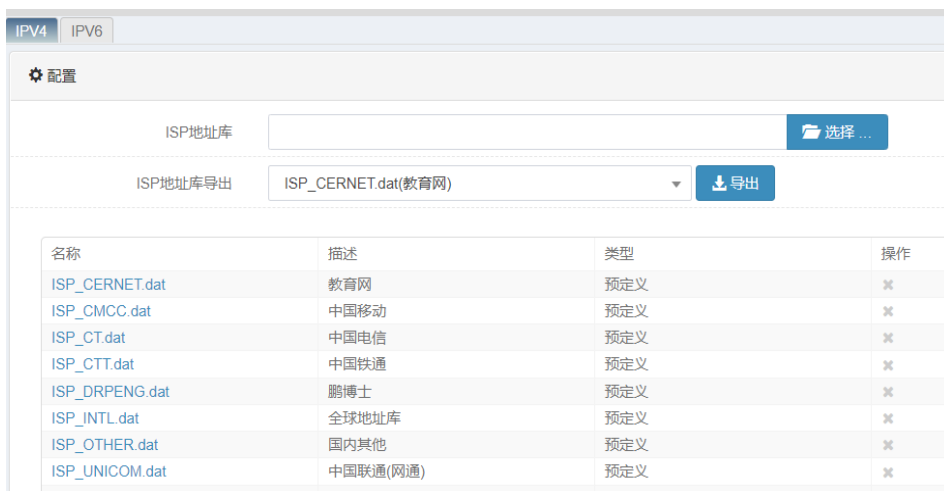 IPV4 IPV6
配置
ISP地址库 选择 ...
ISP地址库导出 ISP_CERNET.dat(教育网) 导出
名称 描述 类型 操作
ISP_CERNET.dat 教育网 预定义
ISP_CMCC.dat 中国移动 预定义
ISP_CT.dat 中国电信 预定义
ISP_CTT.dat 中国铁通 预定义
ISP_DRPENG.dat 鹏博士 预定义
ISP_INTL.dat 全球地址库 预定义
ISP_OTHER.dat 国内其他 预定义
ISP_UNICOM.dat 中国联通(网通) 预定义